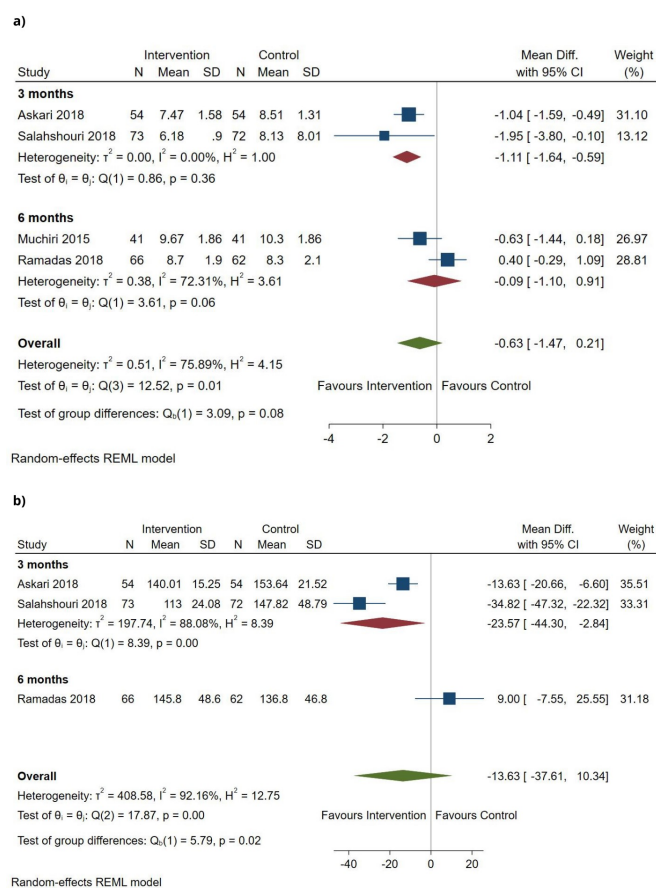 a)
Intervention Control Mean Diff. Weight
Study N Mean SD N Mean SD with 95% CI (%)
3 months
Askari 2018 54 7.47 1.58 54 8.51 1.31 -1.04 [ -1.59, -0.49] 31.10
Salahshouri 2018 73 6.18 .9 72 8.13 8.01 -1.95 [ -3.80, -0.10] 13.12
Heterogeneity: τ² = 0.00, I² = 0.00%, H² = 1.00 -1.11 [ -1.64, -0.59]
Test of θᵢ = θⱼ: Q(1) = 0.86, p = 0.36
6 months
Muchiri 2015 41 9.67 1.86 41 10.3 1.86 -0.63 [ -1.44, 0.18] 26.97
Ramadas 2018 66 8.7 1.9 62 8.3 2.1 0.40 [ -0.29, 1.09] 28.81
Heterogeneity: τ² = 0.38, I² = 72.31%, H² = 3.61 -0.09 [ -1.10, 0.91]
Test of θᵢ = θⱼ: Q(1) = 3.61, p = 0.06
Overall -0.63 [ -1.47, 0.21]
Heterogeneity: τ² = 0.51, I² = 75.89%, H² = 4.15
Test of θᵢ = θⱼ: Q(3) = 12.52, p = 0.01 Favours Intervention Favours Control
Test of group differences: Q_b(1) = 3.09, p = 0.08
-4 -2 0 2
Random-effects REML model
b)
Intervention Control Mean Diff. Weight
Study N Mean SD N Mean SD with 95% CI (%)
3 months
Askari 2018 54 140.01 15.25 54 153.64 21.52 -13.63 [ -20.66, -6.60] 35.51
Salahshouri 2018 73 113 24.08 72 147.82 48.79 -34.82 [ -47.32, -22.32] 33.31
Heterogeneity: τ² = 197.74, I² = 88.08%, H² = 8.39 -23.57 [ -44.30, -2.84]
Test of θᵢ = θⱼ: Q(1) = 8.39, p = 0.00
6 months
Ramadas 2018 66 145.8 48.6 62 136.8 46.8 9.00 [ -7.55, 25.55] 31.18
Overall -13.63 [ -37.61, 10.34]
Heterogeneity: τ² = 408.58, I² = 92.16%, H² = 12.75
Test of θᵢ = θⱼ: Q(2) = 17.87, p = 0.00 Favours Intervention Favours Control
Test of group differences: Q_b(1) = 5.79, p = 0.02
-40 -20 0 20
Random-effects REML model